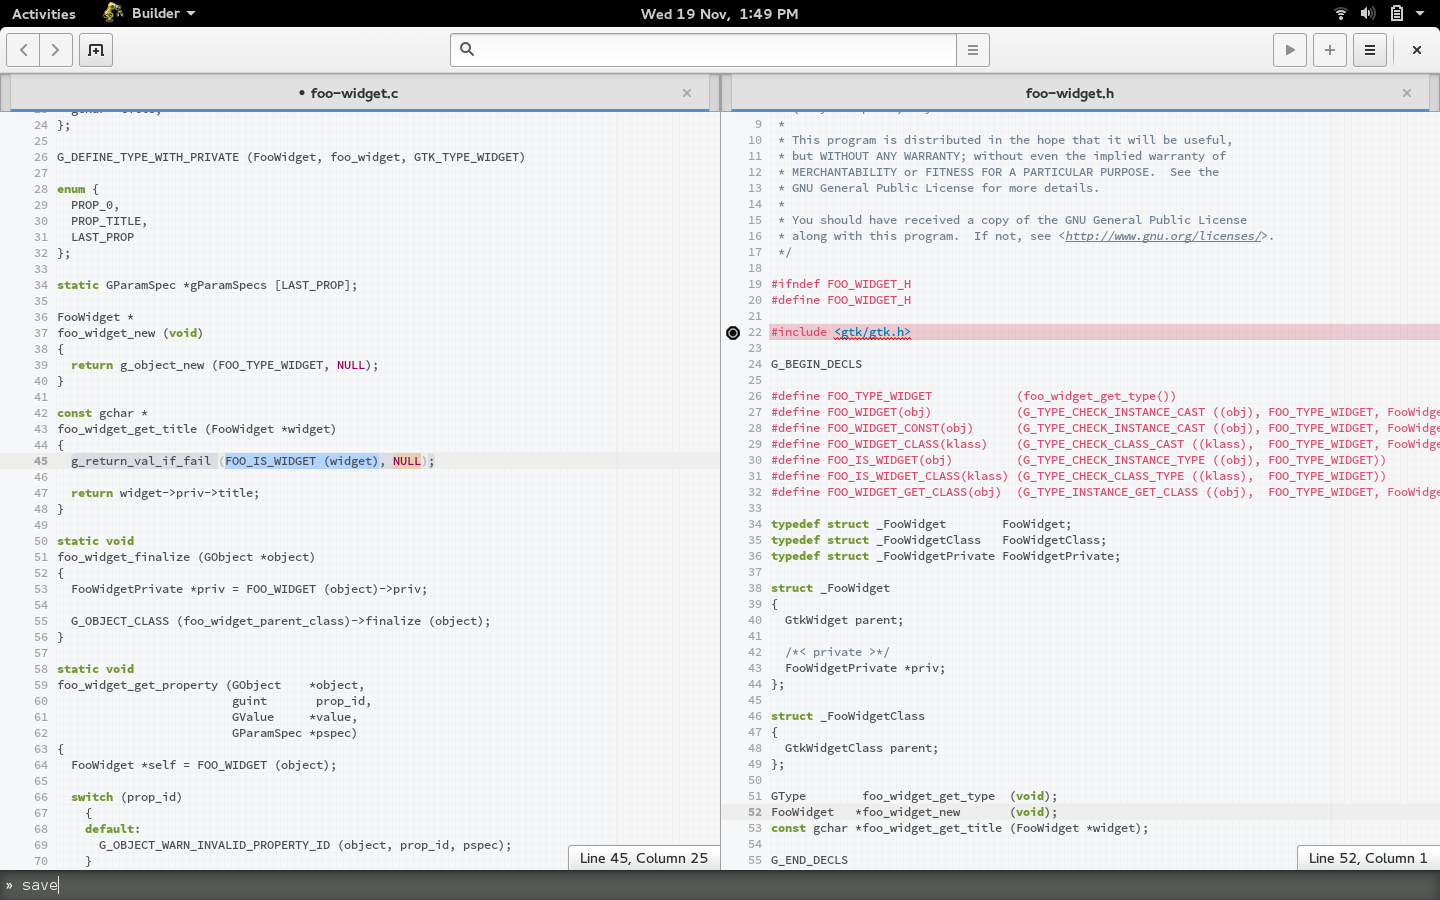 Activities
Builder
Wed 19 Nov, 1:49 PM
• foo-widget.c ×
24 };
25
26 G_DEFINE_TYPE_WITH_PRIVATE (FooWidget, foo_widget, GTK_TYPE_WIDGET)
27
28 enum {
29   PROP_0,
30   PROP_TITLE,
31   LAST_PROP
32 };
33
34 static GParamSpec *gParamSpecs [LAST_PROP];
35
36 FooWidget *
37 foo_widget_new (void)
38 {
39   return g_object_new (FOO_TYPE_WIDGET, NULL);
40 }
41
42 const gchar *
43 foo_widget_get_title (FooWidget *widget)
44 {
45   g_return_val_if_fail (FOO_IS_WIDGET (widget), NULL);
46
47   return widget->priv->title;
48 }
49
50 static void
51 foo_widget_finalize (GObject *object)
52 {
53   FooWidgetPrivate *priv = FOO_WIDGET (object)->priv;
54
55   G_OBJECT_CLASS (foo_widget_parent_class)->finalize (object);
56 }
57
58 static void
59 foo_widget_get_property (GObject    *object,
60                          guint       prop_id,
61                          GValue     *value,
62                          GParamSpec *pspec)
63 {
64   FooWidget *self = FOO_WIDGET (object);
65
66   switch (prop_id)
67     {
68     default:
69       G_OBJECT_WARN_INVALID_PROPERTY_ID (object, prop_id, pspec);
70     }
Line 45, Column 25
foo-widget.h ×
9  *
10  * This program is distributed in the hope that it will be useful,
11  * but WITHOUT ANY WARRANTY; without even the implied warranty of
12  * MERCHANTABILITY or FITNESS FOR A PARTICULAR PURPOSE.  See the
13  * GNU General Public License for more details.
14  *
15  * You should have received a copy of the GNU General Public License
16  * along with this program.  If not, see <http://www.gnu.org/licenses/>.
17  */
18
19 #ifndef FOO_WIDGET_H
20 #define FOO_WIDGET_H
21
22 #include <gtk/gtk.h>
23
24 G_BEGIN_DECLS
25
26 #define FOO_TYPE_WIDGET            (foo_widget_get_type())
27 #define FOO_WIDGET(obj)            (G_TYPE_CHECK_INSTANCE_CAST ((obj), FOO_TYPE_WIDGET, FooWidge
28 #define FOO_WIDGET_CONST(obj)      (G_TYPE_CHECK_INSTANCE_CAST ((obj), FOO_TYPE_WIDGET, FooWidge
29 #define FOO_WIDGET_CLASS(klass)    (G_TYPE_CHECK_CLASS_CAST ((klass),  FOO_TYPE_WIDGET, FooWidge
30 #define FOO_IS_WIDGET(obj)         (G_TYPE_CHECK_INSTANCE_TYPE ((obj), FOO_TYPE_WIDGET))
31 #define FOO_IS_WIDGET_CLASS(klass) (G_TYPE_CHECK_CLASS_TYPE ((klass),  FOO_TYPE_WIDGET))
32 #define FOO_WIDGET_GET_CLASS(obj)  (G_TYPE_INSTANCE_GET_CLASS ((obj),  FOO_TYPE_WIDGET, FooWidge
33
34 typedef struct _FooWidget        FooWidget;
35 typedef struct _FooWidgetClass   FooWidgetClass;
36 typedef struct _FooWidgetPrivate FooWidgetPrivate;
37
38 struct _FooWidget
39 {
40   GtkWidget parent;
41
42   /*< private >*/
43   FooWidgetPrivate *priv;
44 };
45
46 struct _FooWidgetClass
47 {
48   GtkWidgetClass parent;
49 };
50
51 GType        foo_widget_get_type  (void);
52 FooWidget   *foo_widget_new       (void);
53 const gchar *foo_widget_get_title (FooWidget *widget);
54
55 G_END_DECLS
Line 52, Column 1
» save